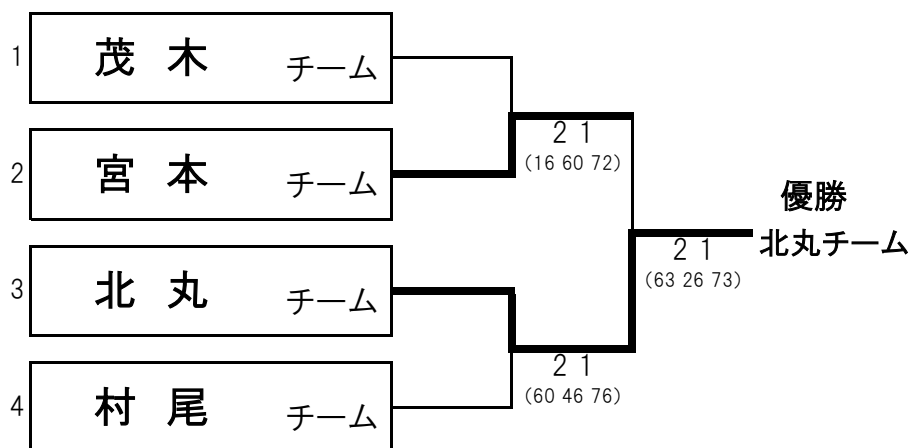 1 茂 木 チーム
2 1
(16 60 72)
2 宮 本 チーム
優勝
北丸チーム
2 1
(63 26 73)
3 北 丸 チーム
2 1
(60 46 76)
4 村 尾 チーム